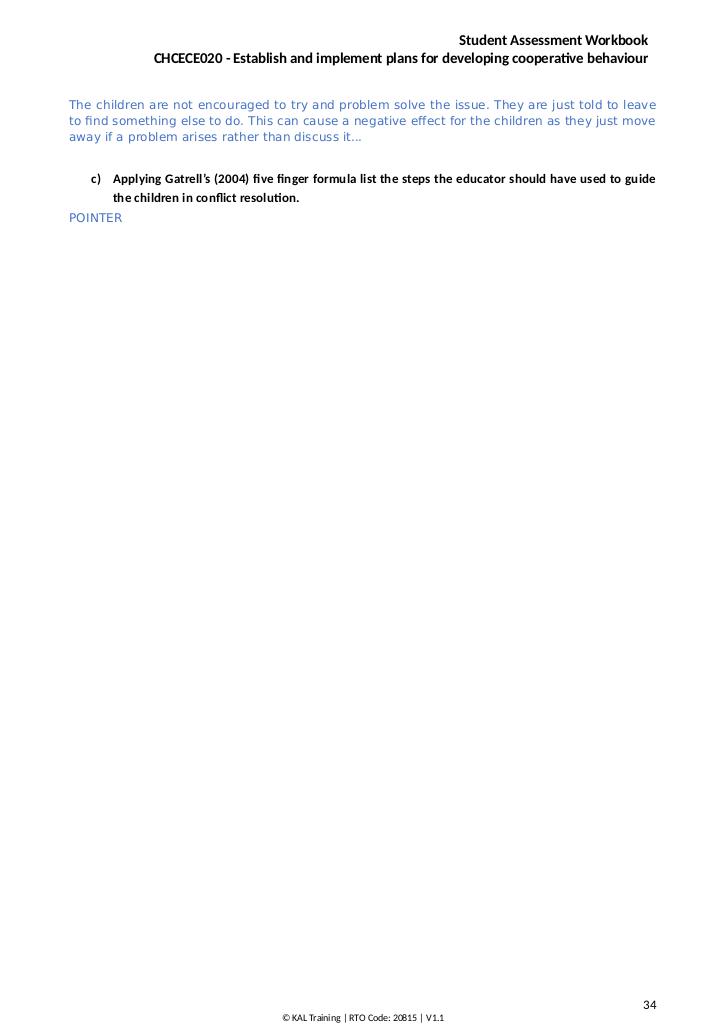 Student Assessment Workbook
CHCECE020 - Establish and implement plans for developing cooperative behaviour
The children are not encouraged to try and problem solve the issue. They are just told to leave
to find something else to do. This can cause a negative effect for the children as they just move
away if a problem arises rather than discuss it...
c) Applying Gatrell's (2004) five finger formula list the steps the educator should have used to guide
the children in conflict resolution.
POINTER
34
© KAL Training | RTO Code: 20815 | V1.1